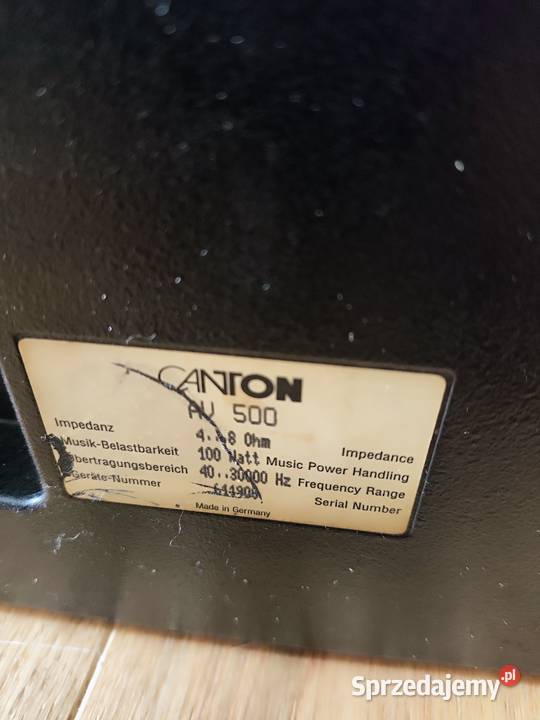 CANTON
AV 500
Impedanz 4..8 Ohm Impedance
Musik-Belastbarkeit 100 Watt Music Power Handling
Übertragungsbereich 40..30000 Hz Frequency Range
Geräte-Nummer Serial Number
Made in Germany
Sprzedajemy.pl